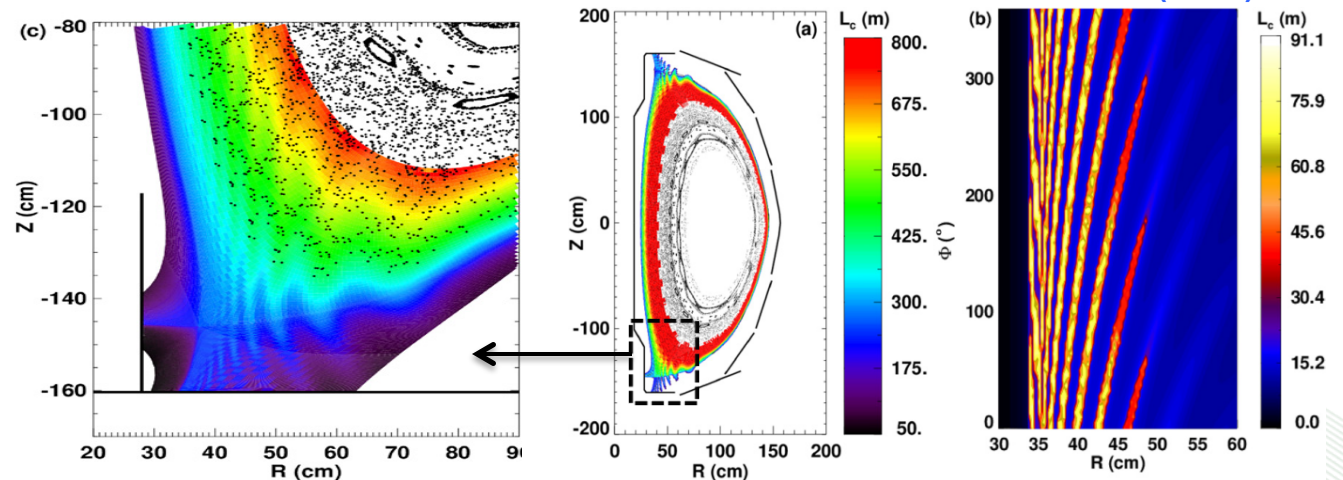 (c)
-80
-100
-120
-140
-160
Z (cm)
20 30 40 50 60 70 80
R (cm)
(a)
200
100
0
-100
-200
Z (cm)
0 50 100 150 200
R (cm)
L_c (m)
800.
675.
550.
425.
300.
175.
50.
(b)
300
200
100
0
Φ (°)
30 35 40 45 50 55 60
R (cm)
L_c (m)
91.1
75.9
60.8
45.6
30.4
15.2
0.0